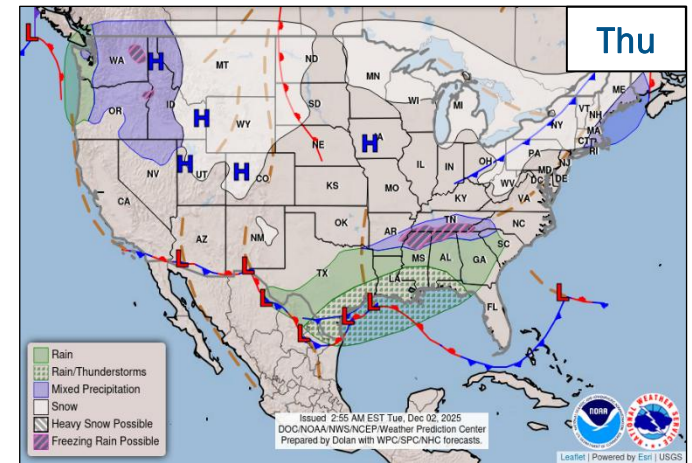 Thu
L
WA
H
MT
ND
MN
OR
ID
H
WY
SD
WI
MI
NY
VT
NH
ME
MA
CT
RI
NV
H
UT
H
CO
NE
H
IA
IL
IN
OH
PA
NJ
MD
DE
DC
WV
VA
CA
AZ
NM
KS
MO
KY
OK
AR
TN
NC
SC
TX
LA
MS
AL
GA
FL
L
L
L
L
L
L
L
Rain
Rain/Thunderstorms
Mixed Precipitation
Snow
Heavy Snow Possible
Freezing Rain Possible
Issued 2:55 AM EST Tue, Dec 02, 2025
DOC/NOAA/NWS/NCEP/Weather Prediction Center
Prepared by Dolan with WPC/SPC/NHC forecasts.
NOAA
NATIONAL WEATHER SERVICE
Leaflet | Powered by Esri | USGS